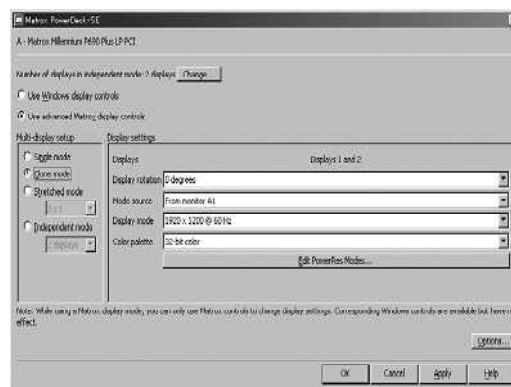 Matrox PowerDesk-SE
A - Matrox Millennium P690 Plus LP PCI
Number of displays in independent mode: 2 displays Change...
Use Windows display controls
Use advanced Matrox display controls
Multi-display setup
Single mode
Clone mode
Stretched mode
Independent mode
2 displays
Display settings
Displays Displays 1 and 2
Display rotation 0 degrees
Mode source From monitor A1
Display mode 1920 x 1200 @ 60 Hz
Color palette 32-bit color
Edit PowerRes Modes...
Note: While using a Matrox display mode, you can only use Matrox controls to change display settings. Corresponding Windows controls are available but have no
effect.
Options...
OK Cancel Apply Help